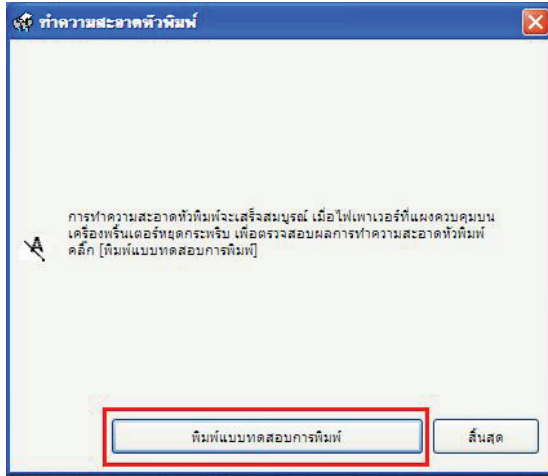 ทำความสะอาดหัวพิมพ์
การทำความสะอาดหัวพิมพ์จะเสร็จสมบูรณ์ เมื่อไฟเพาเวอร์ที่แผงควบคุมบน
เครื่องพริ้นเตอร์หยุดกระพริบ เพื่อตรวจสอบผลการทำความสะอาดหัวพิมพ์
คลิ๊ก [พิมพ์แบบทดสอบการพิมพ์]
พิมพ์แบบทดสอบการพิมพ์
สิ้นสุด